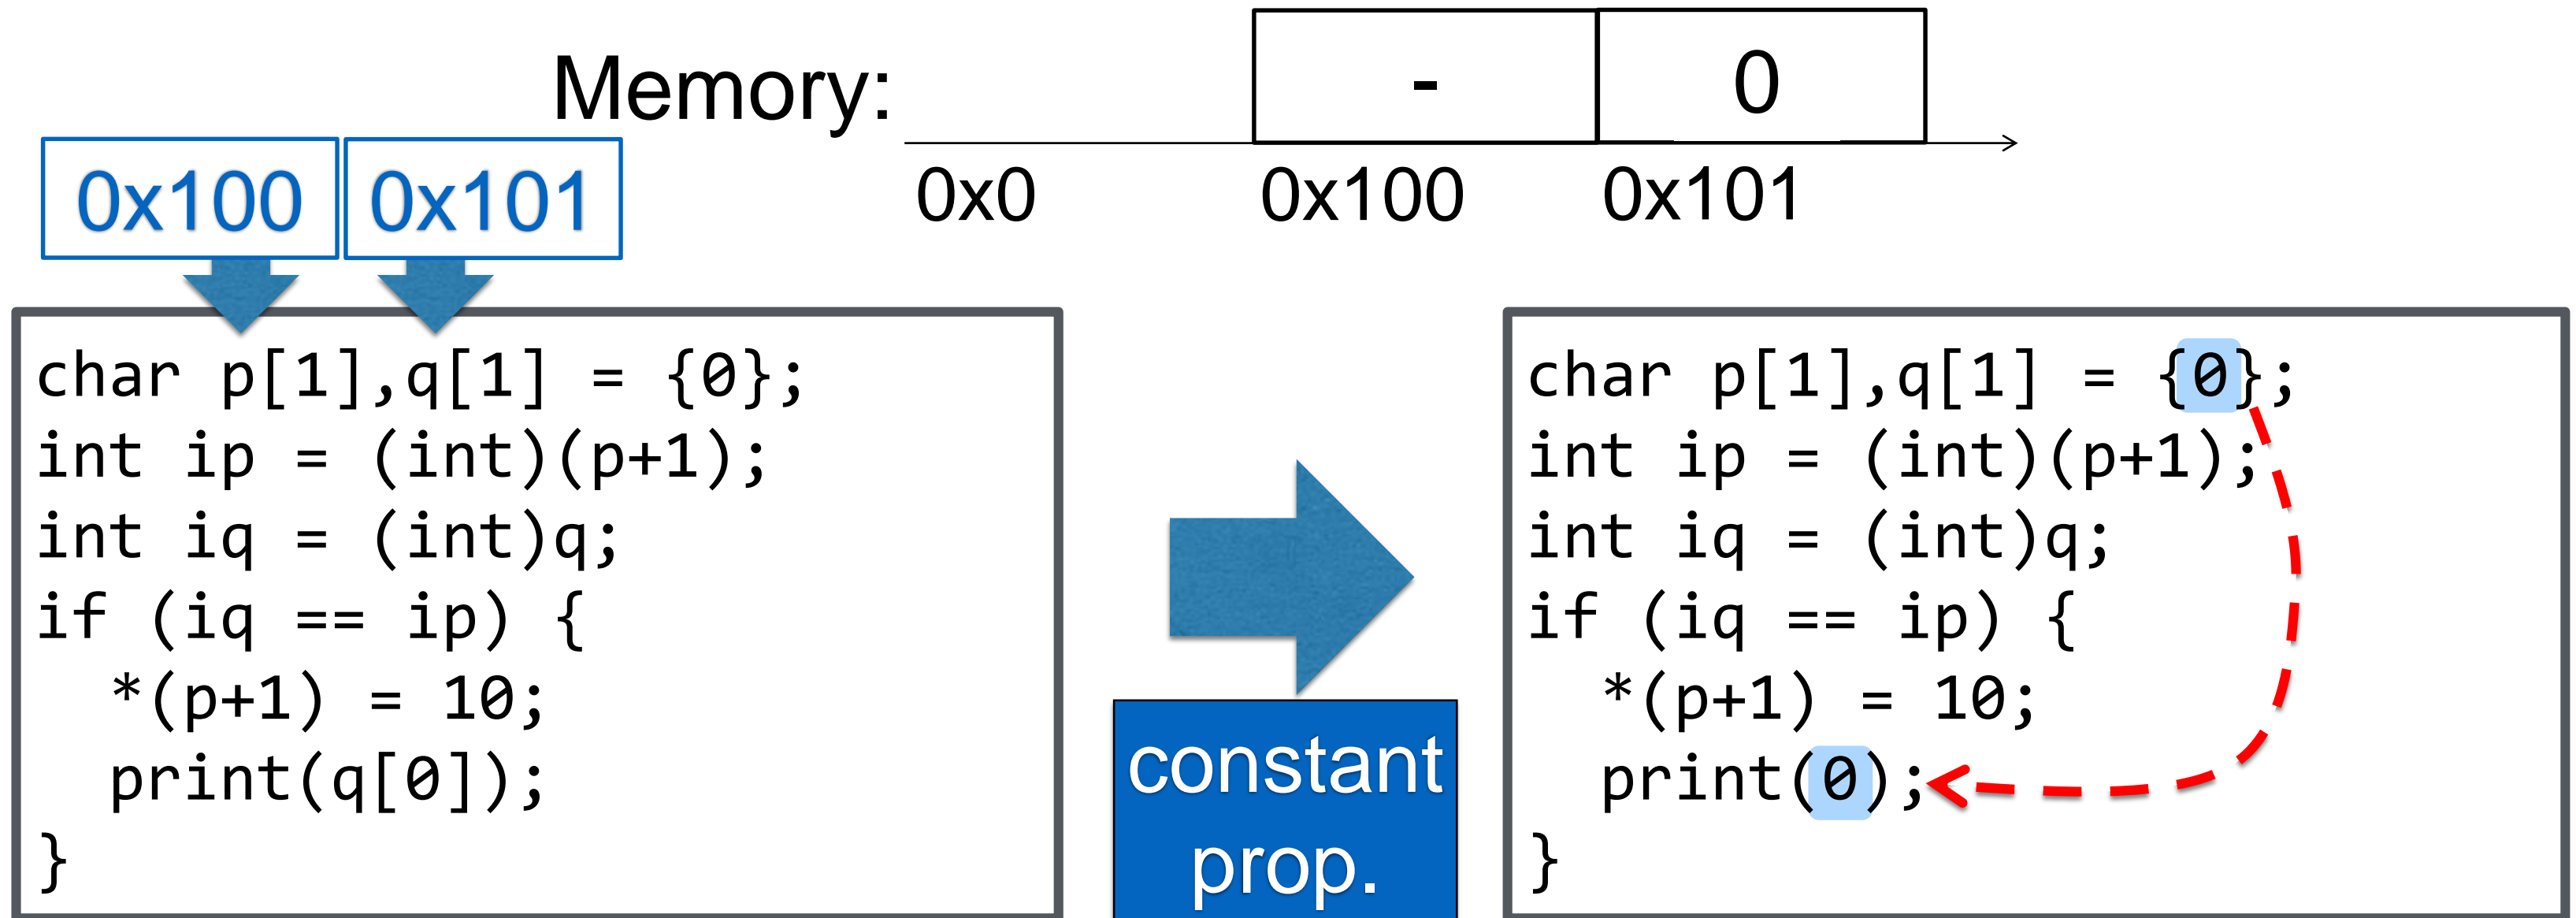 Memory:
- 0
0x0 0x100 0x101
0x100 0x101
char p[1],q[1] = {0};
int ip = (int)(p+1);
int iq = (int)q;
if (iq == ip) {
  *(p+1) = 10;
  print(q[0]);
}
constant
prop.
char p[1],q[1] = {0};
int ip = (int)(p+1);
int iq = (int)q;
if (iq == ip) {
  *(p+1) = 10;
  print(0);
}